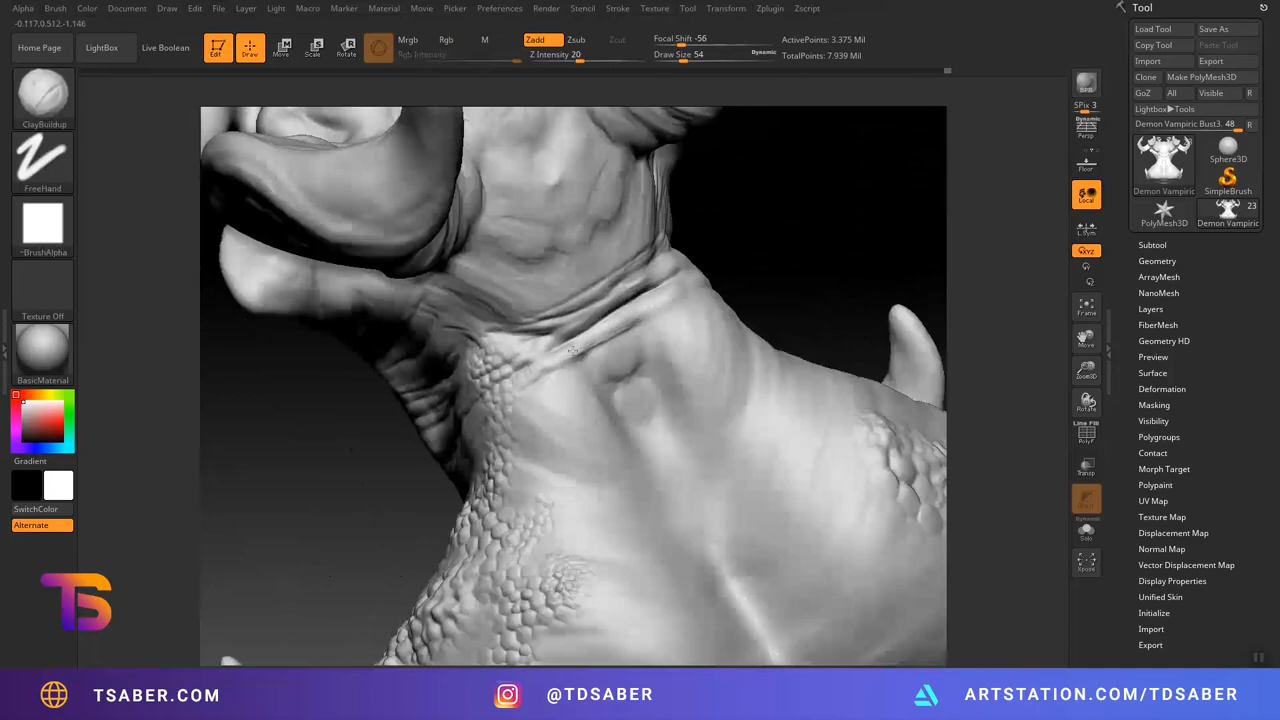 Alpha Brush Color Document Draw Edit File Layer Light Macro Marker Material Movie Picker Preferences Render Stencil Stroke Texture Tool Transform Zplugin Zscript
-0.117,0.512,-1.146
Home Page LightBox Live Boolean Edit Draw Move Scale Rotate Mrgb Rgb M Zadd Zsub Zcut Focal Shift -56 ActivePoints: 3.375 Mil
Rgb Intensity Z Intensity 20 Draw Size 54 Dynamic TotalPoints: 7.939 Mil
ClayBuildup
FreeHand
~BrushAlpha
Texture Off
BasicMaterial
Gradient
SwitchColor
Alternate
TS
BPR
SPix 3
Dynamic
Persp
Floor
Local
L.Sym
XYZ
Frame
Move
Zoom3D
Rotate
Line Fill
PolyF
Transp
Dynamic
Solo
Xpose
Tool
Load Tool Save As
Copy Tool Paste Tool
Import Export
Clone Make PolyMesh3D
GoZ All Visible R
Lightbox▶Tools
Demon Vampiric Bust3. 48 R
Sphere3D
Demon Vampiric SimpleBrush
23
PolyMesh3D Demon Vampiric
Subtool
Geometry
ArrayMesh
NanoMesh
Layers
FiberMesh
Geometry HD
Preview
Surface
Deformation
Masking
Visibility
Polygroups
Contact
Morph Target
Polypaint
UV Map
Texture Map
Displacement Map
Normal Map
Vector Displacement Map
Display Properties
Unified Skin
Initialize
Import
Export
TSABER.COM @TDSABER ARTSTATION.COM/TDSABER